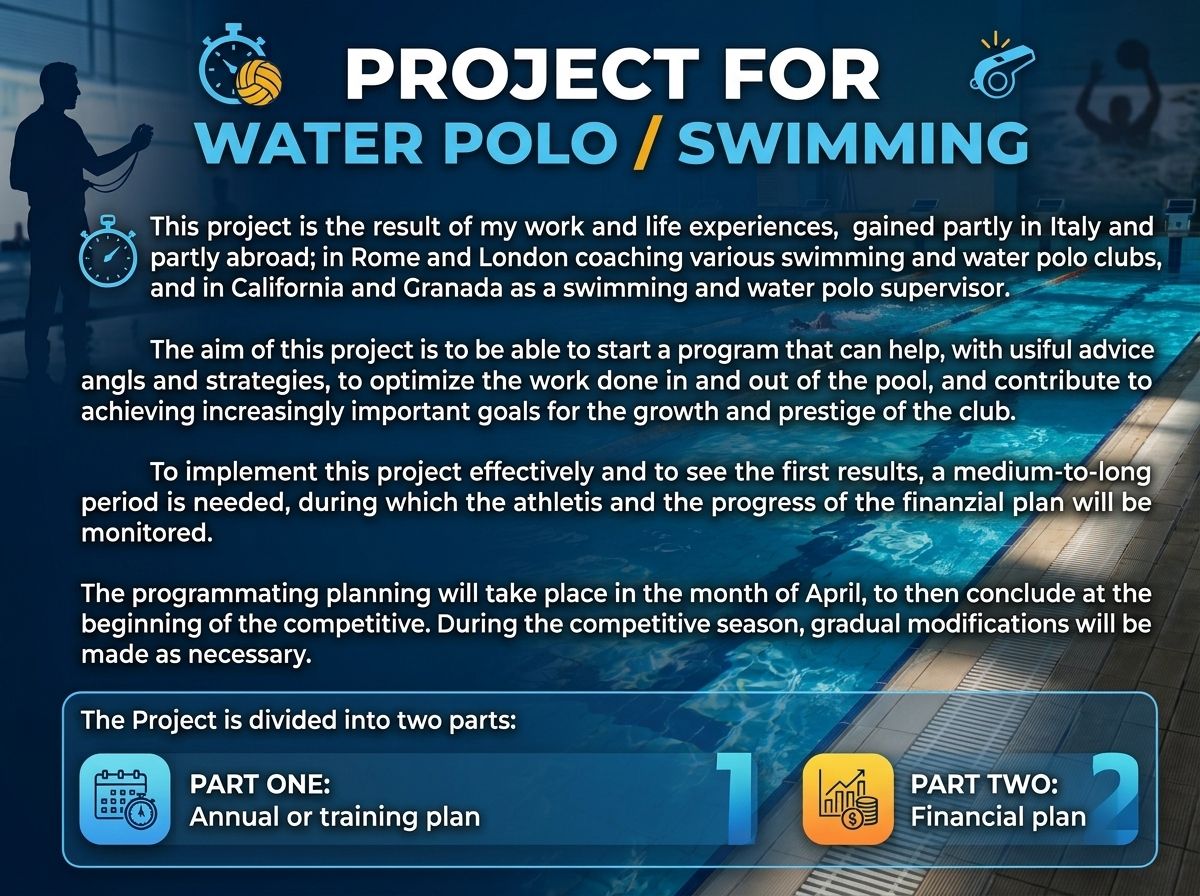 PROJECT FOR
WATER POLO / SWIMMING
This project is the result of my work and life experiences,  gained partly in Italy and
partly abroad; in Rome and London coaching various swimming and water polo clubs,
and in California and Granada as a swimming and water polo supervisor.
The aim of this project is to be able to start a program that can help, with usiful advice
angls and strategies, to optimize the work done in and out of the pool, and contribute to
achieving increasingly important goals for the growth and prestige of the club.
To implement this project effectively and to see the first results, a medium-to-long
period is needed, during which the athletis and the progress of the finanzial plan will be
monitored.
The programmating planning will take place in the month of April, to then conclude at the
beginning of the competitive. During the competitive season, gradual modifications will be
made as necessary.
The Project is divided into two parts:
PART ONE:
Annual or training plan
1
PART TWO:
Financial plan
2